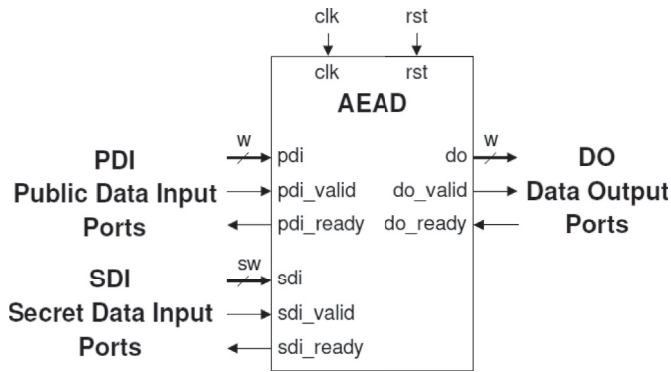 clk rst
clk rst
AEAD
w w
PDI pdi do DO
Public Data Input pdi_valid do_valid Data Output
Ports pdi_ready do_ready Ports
sw
SDI sdi
Secret Data Input sdi_valid
Ports sdi_ready